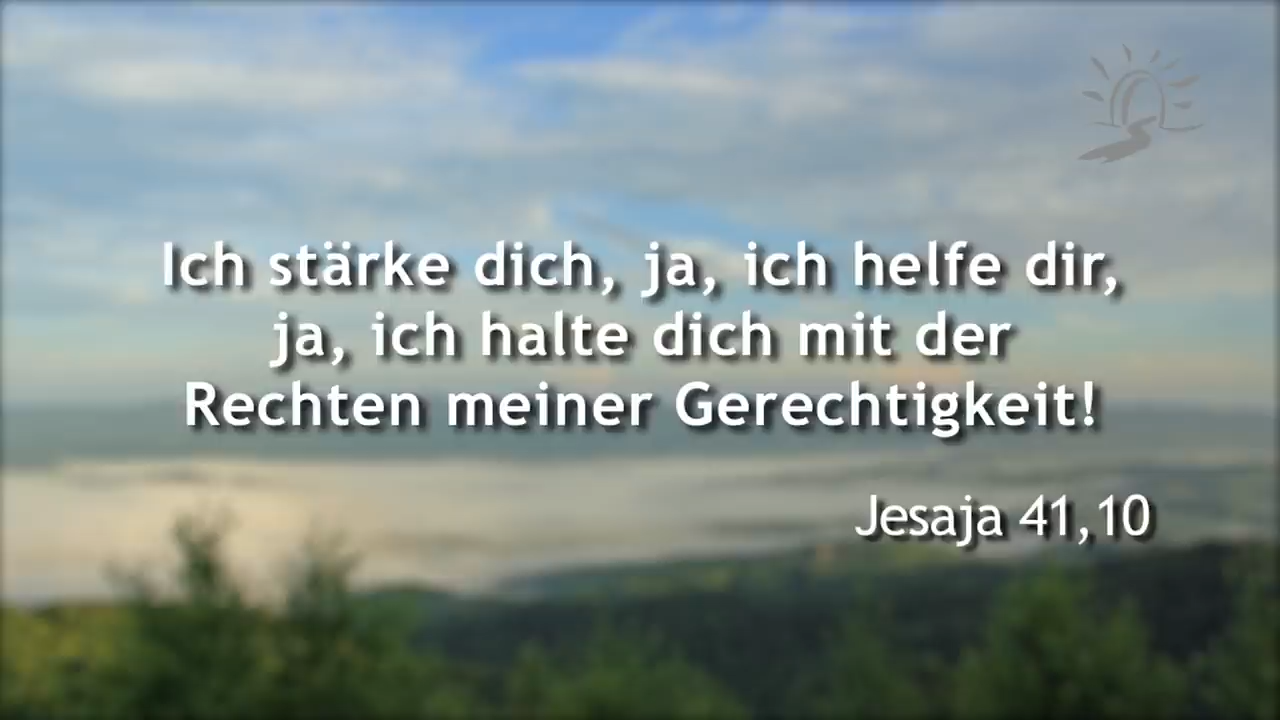 Ich stärke dich, ja, ich helfe dir,
ja, ich halte dich mit der
Rechten meiner Gerechtigkeit!
Jesaja 41,10